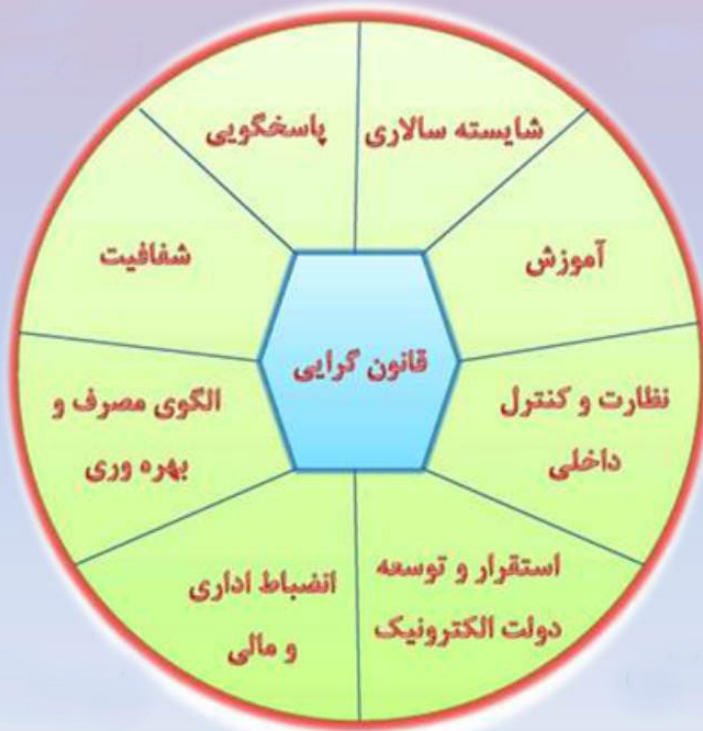 شایسته سالاری
پاسخگویی
آموزش
شفافیت
قانون گرایی
نظارت و کنترل
داخلی
الگوی مصرف و
بهره وری
استقرار و توسعه
دولت الکترونیک
انضباط اداری
و مالی